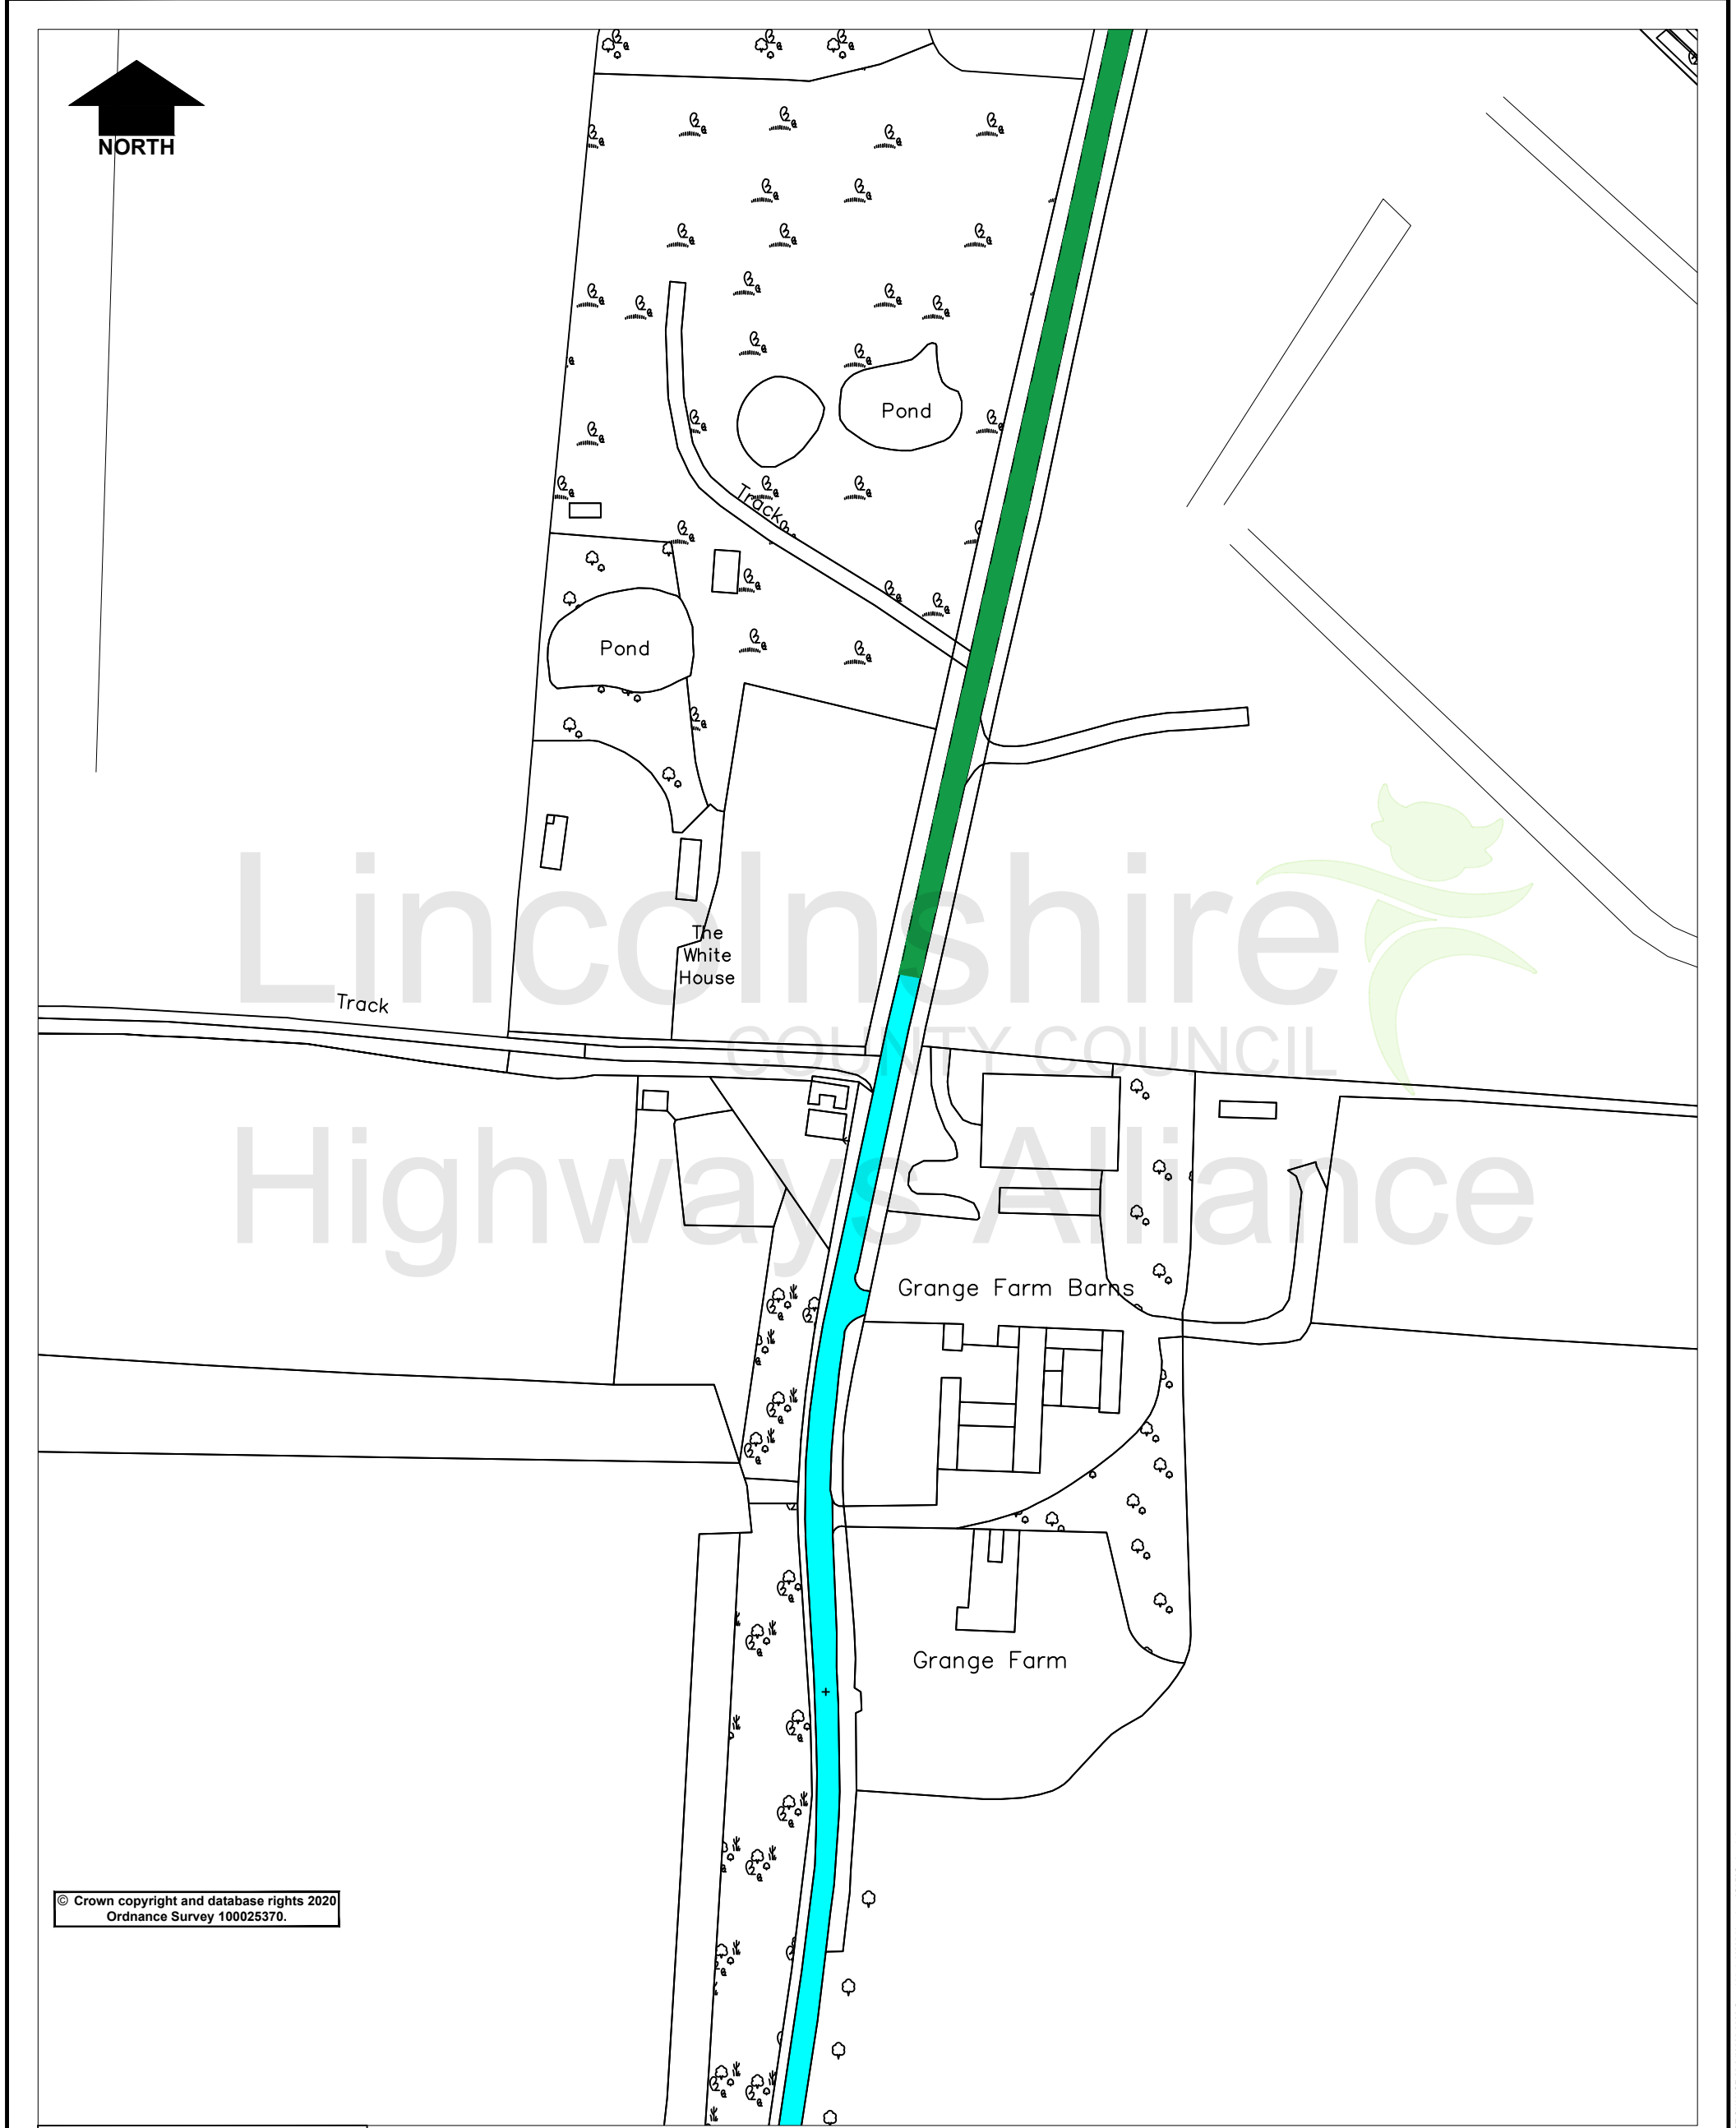 NORTH
Pond
Track
Pond
Lincolnshire
The
White
House
Track
COUNTY COUNCIL
Highways Alliance
Grange Farm Barns
Grange Farm
© Crown copyright and database rights 2020
Ordnance Survey 100025370.